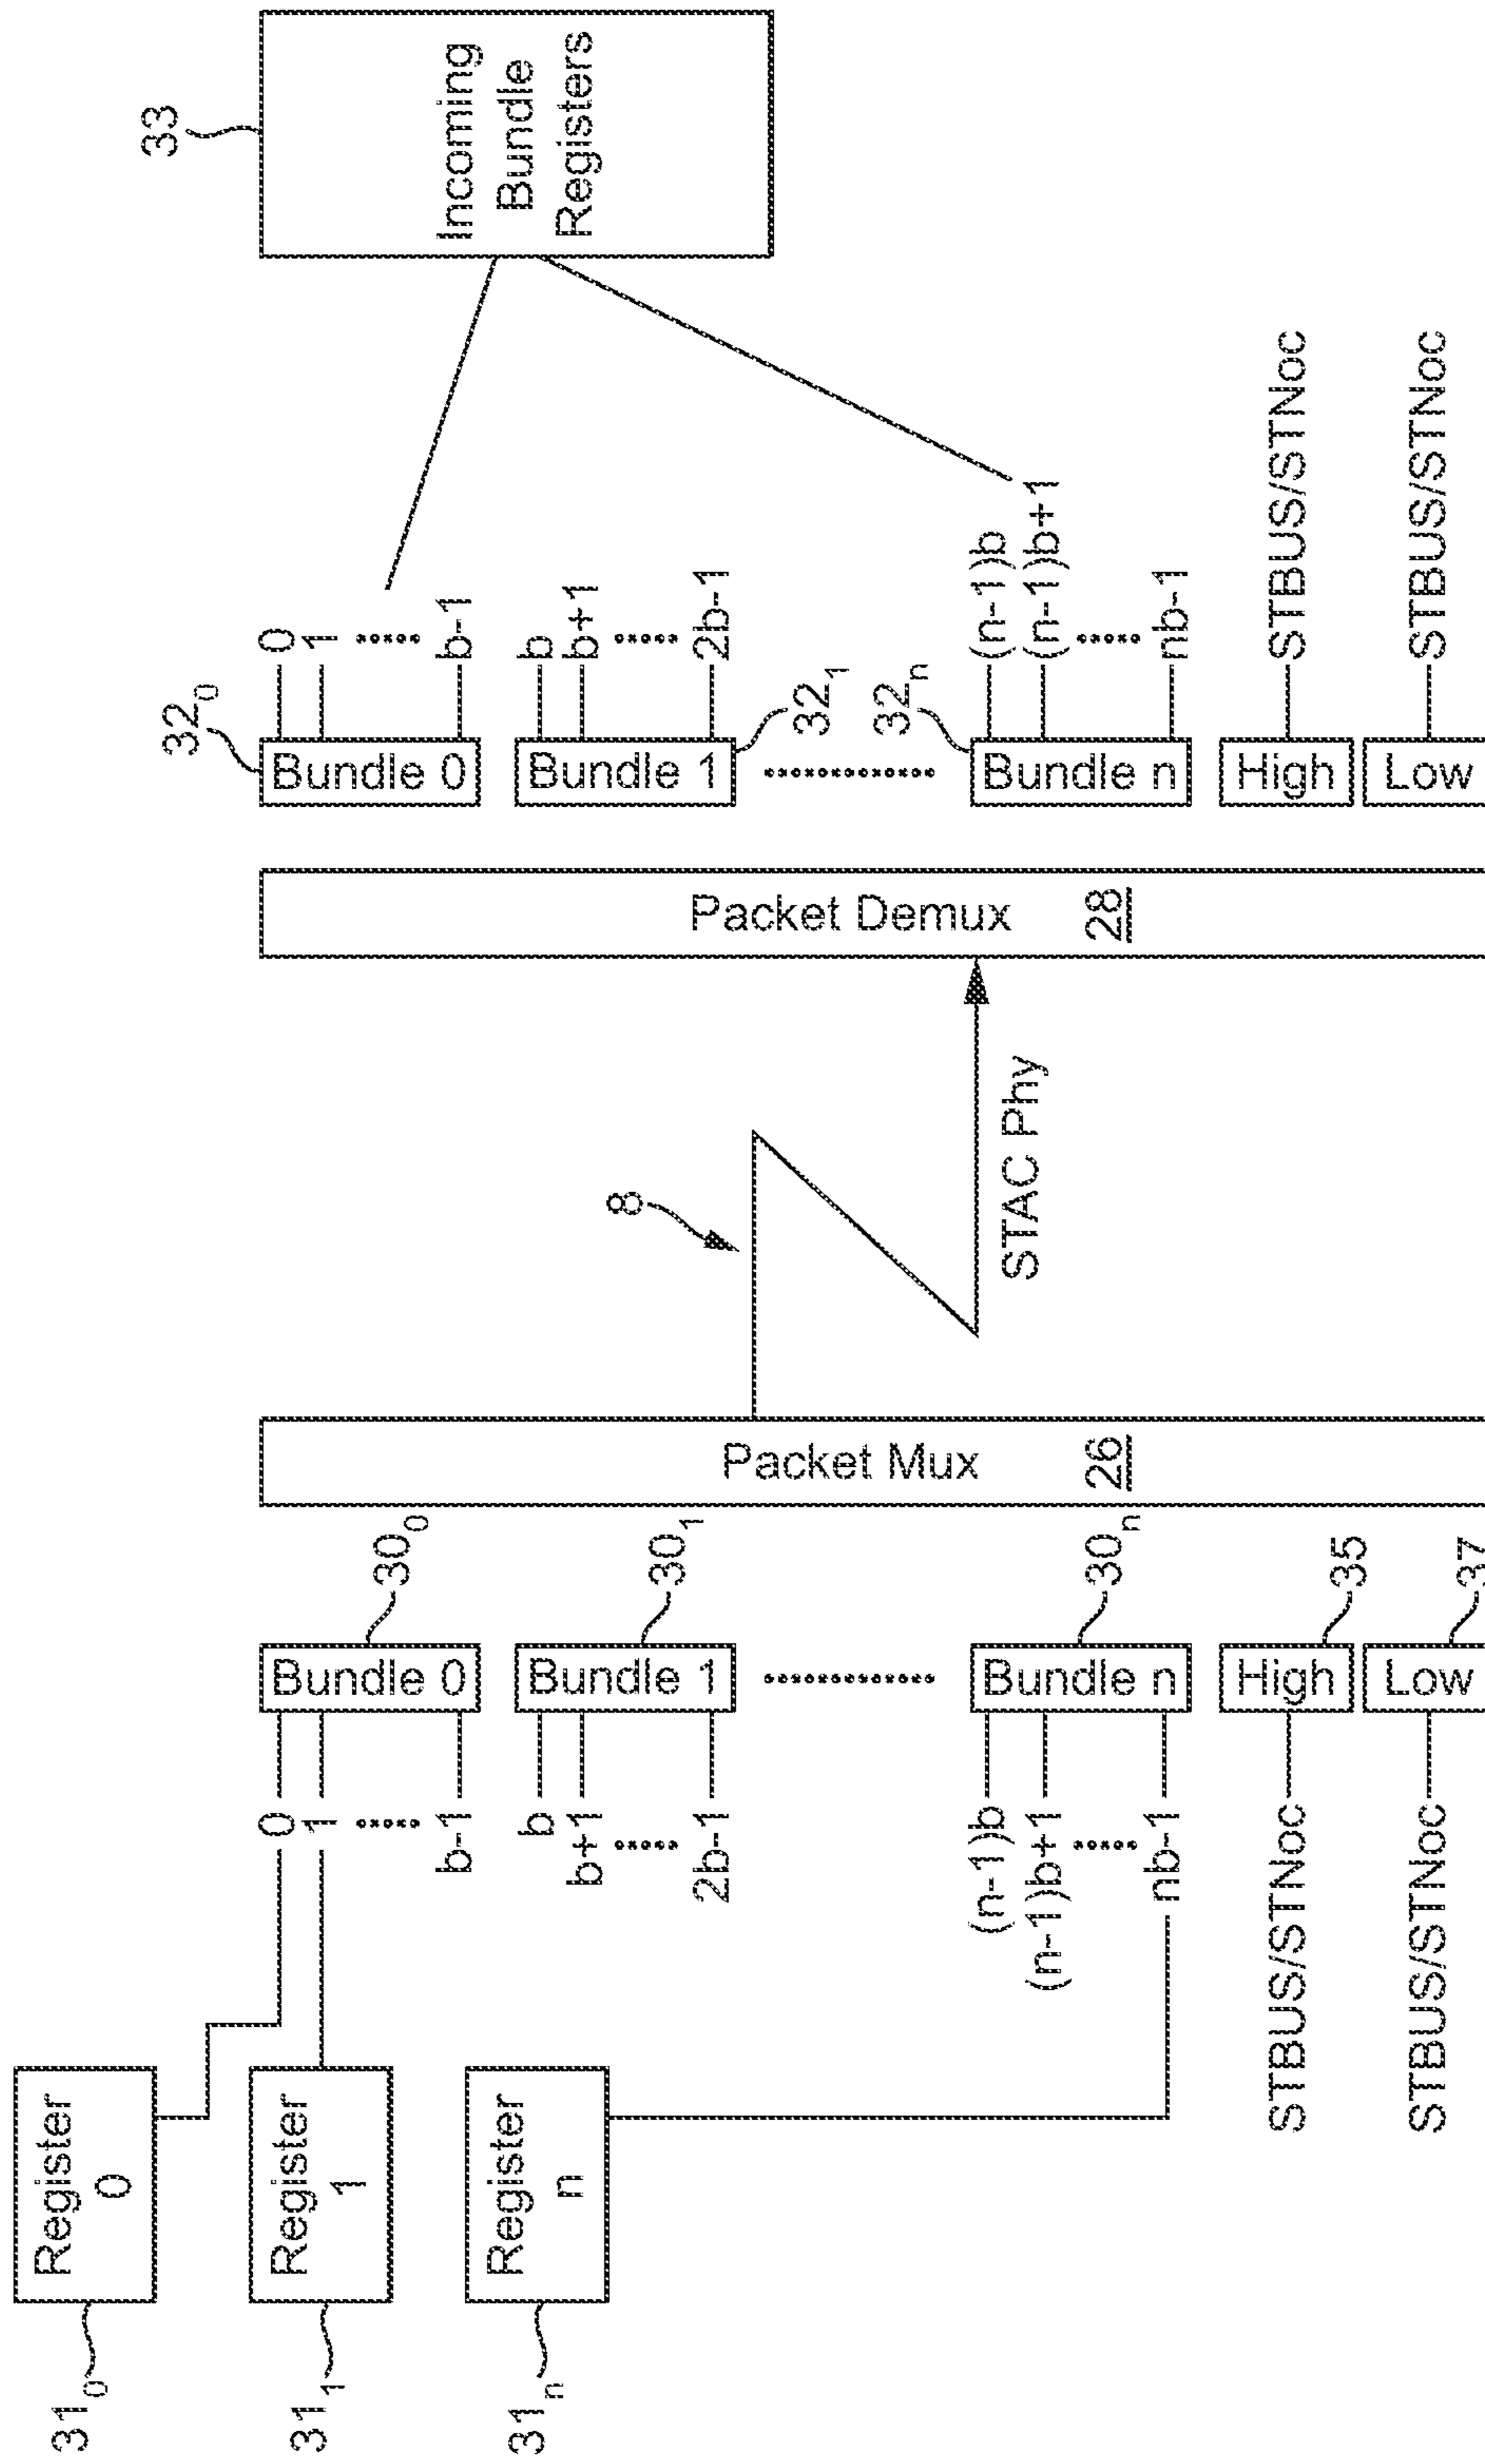 31₀
Register
0
31₁
Register
1
31ₙ
Register
n
0
1
b-1
b
b+1
2b-1
(n-1)b
(n-1)b+1
nb-1
STBUS/STNoc
STBUS/STNoc
Bundle 0
30₀
Bundle 1
30₁
Bundle n
30ₙ
High
35
Low
37
Packet Mux 26
8
STAC Phy
Packet Demux 28
32₀
Bundle 0
Bundle 1
32₁
32ₙ
Bundle n
High
Low
0
1
b-1
b
b+1
2b-1
(n-1)b
(n-1)b+1
nb-1
STBUS/STNoc
STBUS/STNoc
33
Incoming
Bundle
Registers